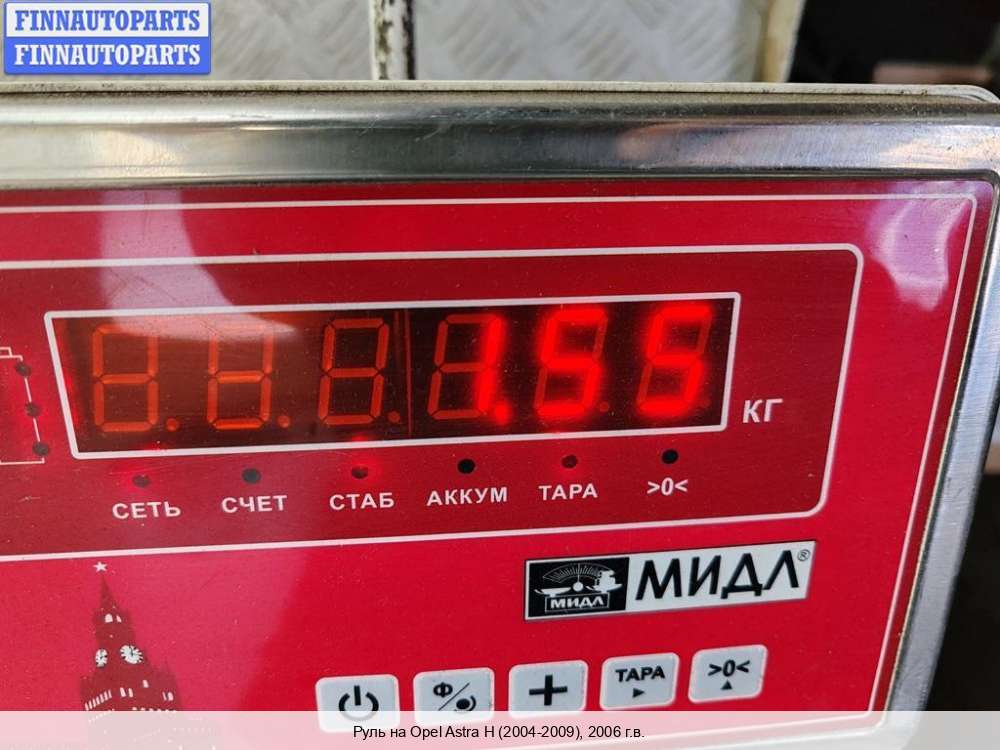 FINNAUTOPARTS
FINNAUTOPARTS
1.55
КГ
СЕТЬ СЧЕТ СТАБ АККУМ ТАРА >0<
МИДЛ МИДЛ®
Ф ТАРА >0<
Руль на Opel Astra H (2004-2009), 2006 г.в.